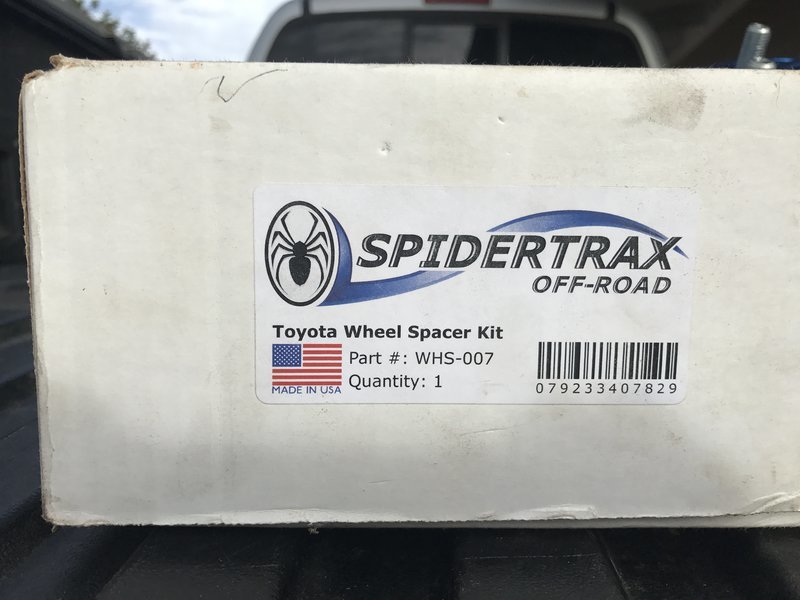 SPIDERTRAX
OFF-ROAD
Toyota Wheel Spacer Kit
Part #: WHS-007
Quantity: 1
MADE IN USA
079233407829